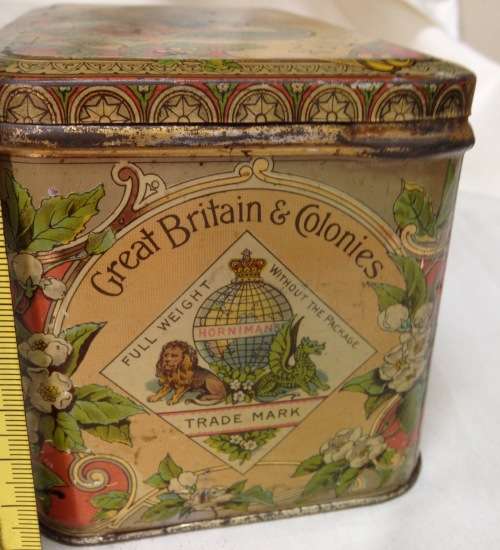 Great Britain & Colonies
FULL WEIGHT WITHOUT THE PACKAGE
HORNIMAN
TRADE MARK